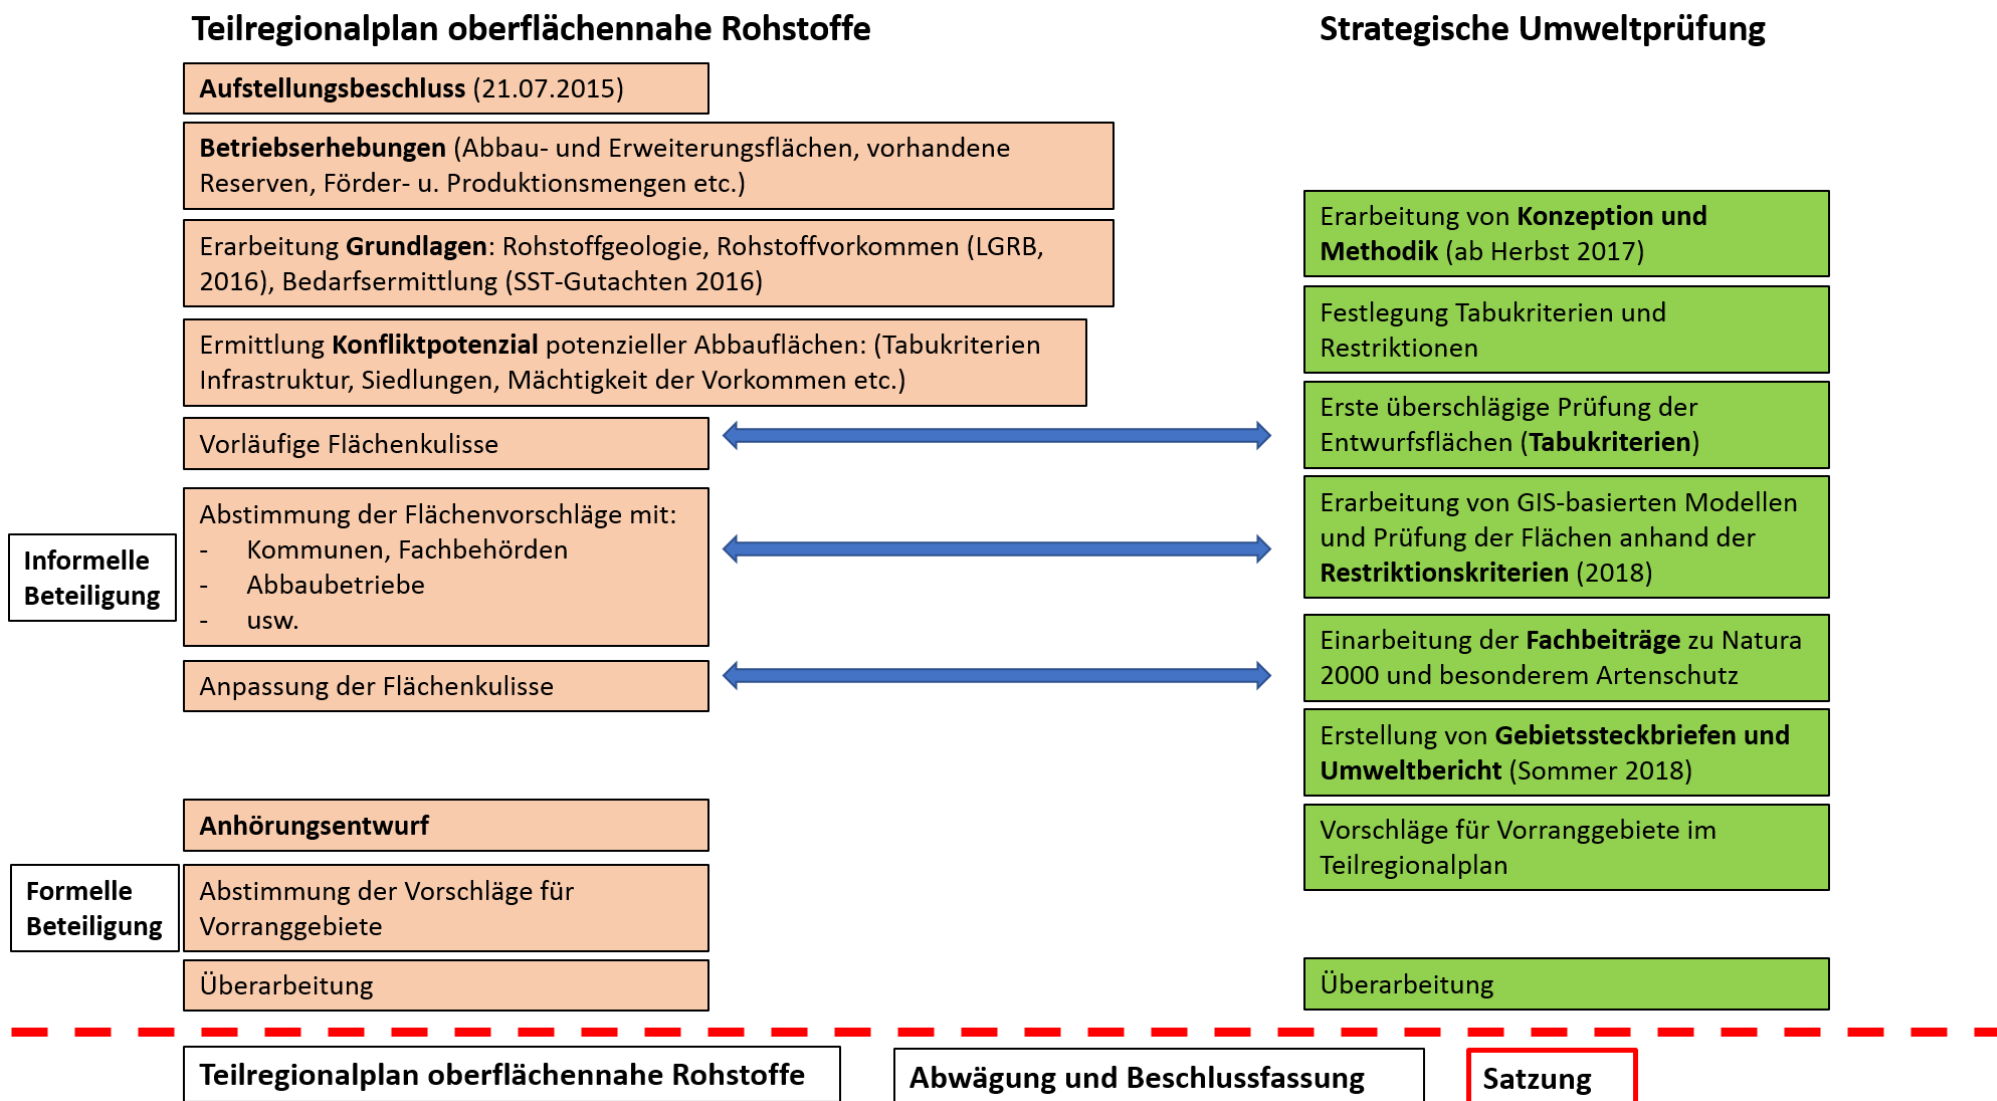 Teilregionalplan oberflächennahe Rohstoffe
Aufstellungsbeschluss (21.07.2015)
Betriebserhebungen (Abbau- und Erweiterungsflächen, vorhandene
Reserven, Förder- u. Produktionsmengen etc.)
Erarbeitung Grundlagen: Rohstoffgeologie, Rohstoffvorkommen (LGRB,
2016), Bedarfsermittlung (SST-Gutachten 2016)
Ermittlung Konfliktpotenzial potenzieller Abbauflächen: (Tabukriterien
Infrastruktur, Siedlungen, Mächtigkeit der Vorkommen etc.)
Vorläufige Flächenkulisse
Informelle
Beteiligung
Abstimmung der Flächenvorschläge mit:
- Kommunen, Fachbehörden
- Abbaubetriebe
- usw.
Anpassung der Flächenkulisse
Anhörungsentwurf
Formelle
Beteiligung
Abstimmung der Vorschläge für
Vorranggebiete
Überarbeitung
Strategische Umweltprüfung
Erarbeitung von Konzeption und
Methodik (ab Herbst 2017)
Festlegung Tabukriterien und
Restriktionen
Erste überschlägige Prüfung der
Entwurfsflächen (Tabukriterien)
Erarbeitung von GIS-basierten Modellen
und Prüfung der Flächen anhand der
Restriktionskriterien (2018)
Einarbeitung der Fachbeiträge zu Natura
2000 und besonderem Artenschutz
Erstellung von Gebietssteckbriefen und
Umweltbericht (Sommer 2018)
Vorschläge für Vorranggebiete im
Teilregionalplan
Überarbeitung
Teilregionalplan oberflächennahe Rohstoffe
Abwägung und Beschlussfassung
Satzung